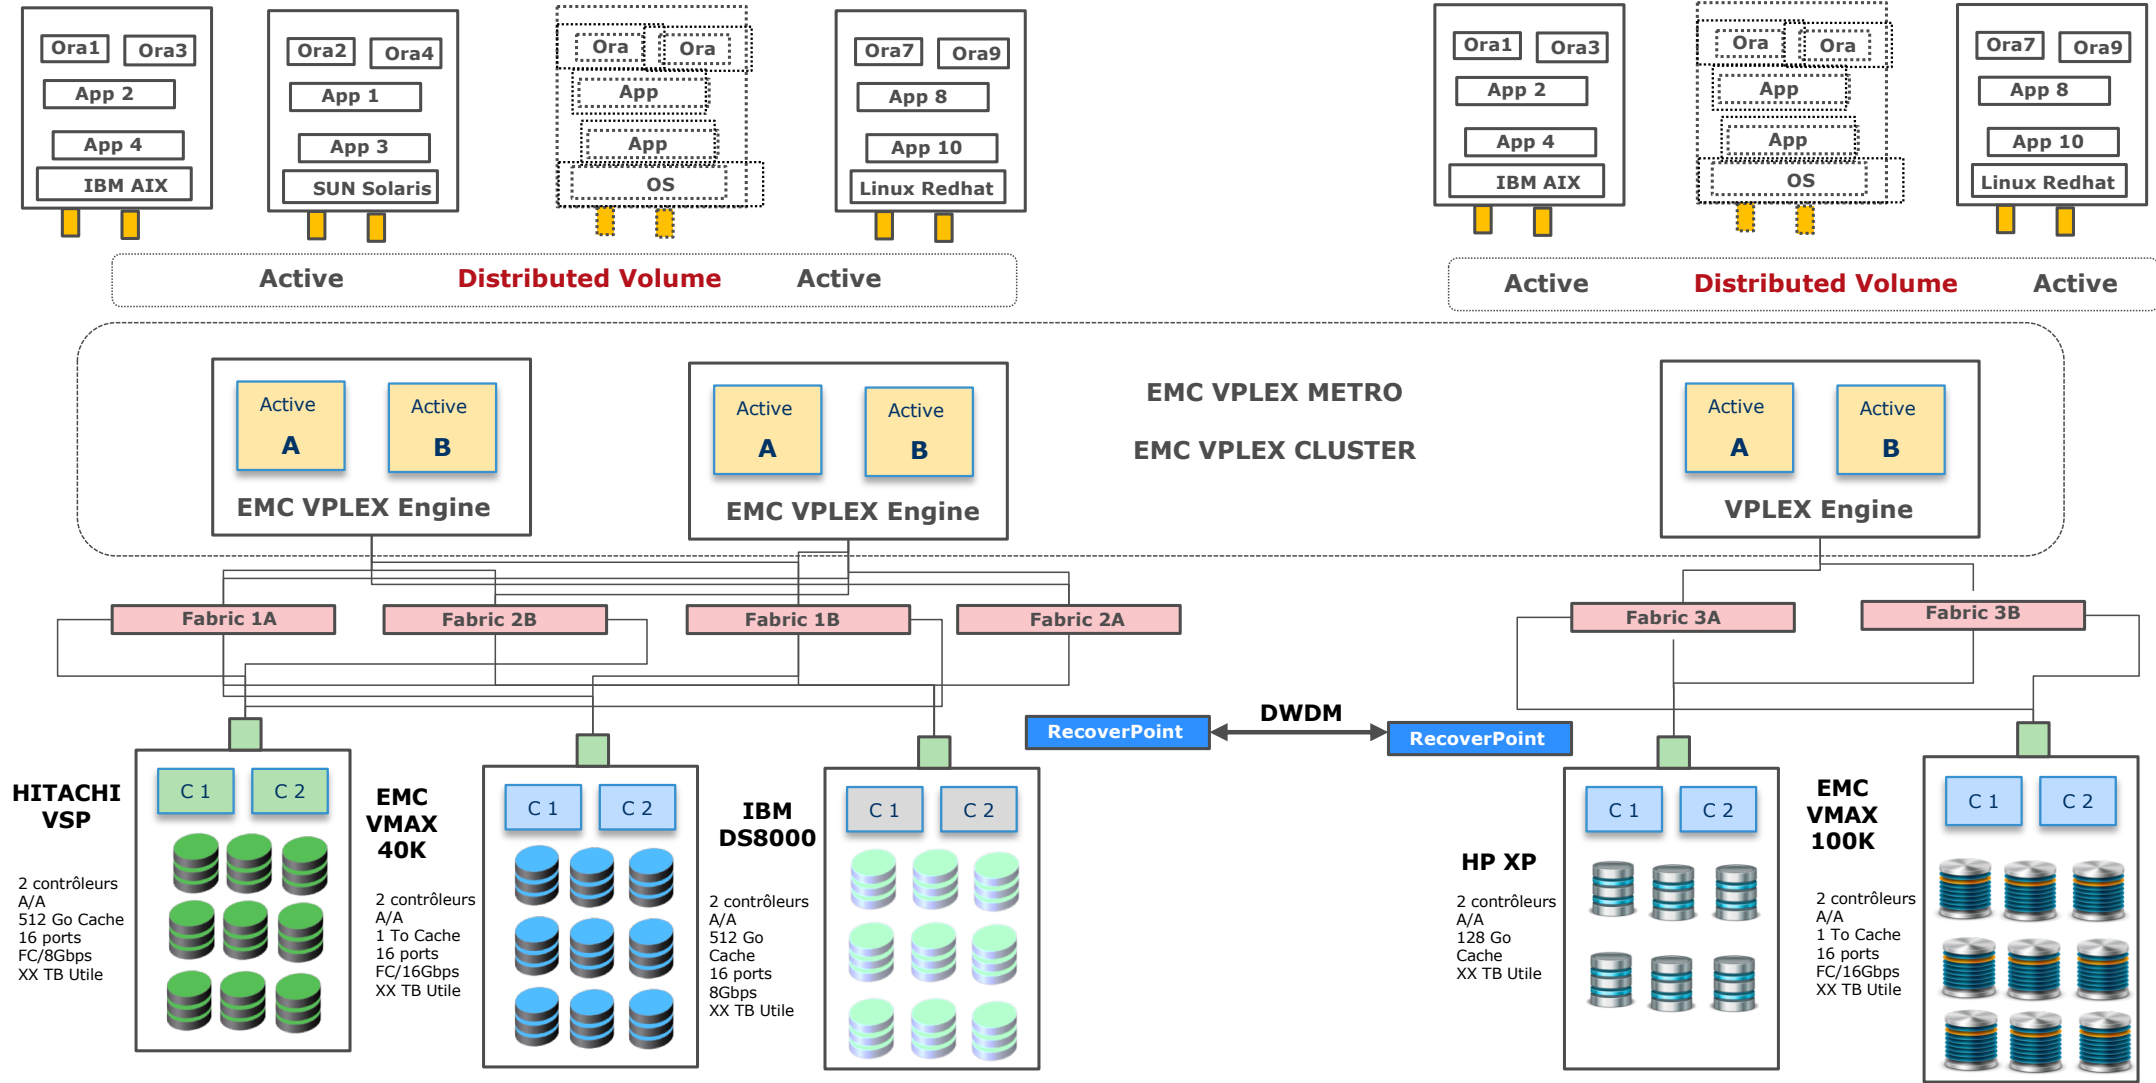 Ora1 Ora3
App 2
App 4
IBM AIX
Ora2 Ora4
App 1
App 3
SUN Solaris
Ora Ora
App
App
OS
Ora7 Ora9
App 8
App 10
Linux Redhat
Ora1 Ora3
App 2
App 4
IBM AIX
Ora Ora
App
App
OS
Ora7 Ora9
App 8
App 10
Linux Redhat
Active Distributed Volume Active
Active Distributed Volume Active
Active
A
Active
B
EMC VPLEX Engine
Active
A
Active
B
EMC VPLEX Engine
EMC VPLEX METRO
EMC VPLEX CLUSTER
Active
A
Active
B
VPLEX Engine
Fabric 1A
Fabric 2B
Fabric 1B
Fabric 2A
Fabric 3A
Fabric 3B
RecoverPoint
DWDM
RecoverPoint
HITACHI
VSP
2 contrôleurs
A/A
512 Go Cache
16 ports
FC/8Gbps
XX TB Utile
C 1 C 2
EMC
VMAX
40K
2 contrôleurs
A/A
1 To Cache
16 ports
FC/16Gbps
XX TB Utile
C 1 C 2
IBM
DS8000
2 contrôleurs
A/A
512 Go
Cache
16 ports
8Gbps
XX TB Utile
C 1 C 2
HP XP
2 contrôleurs
A/A
128 Go
Cache
XX TB Utile
C 1 C 2
EMC
VMAX
100K
2 contrôleurs
A/A
1 To Cache
16 ports
FC/16Gbps
XX TB Utile
C 1 C 2